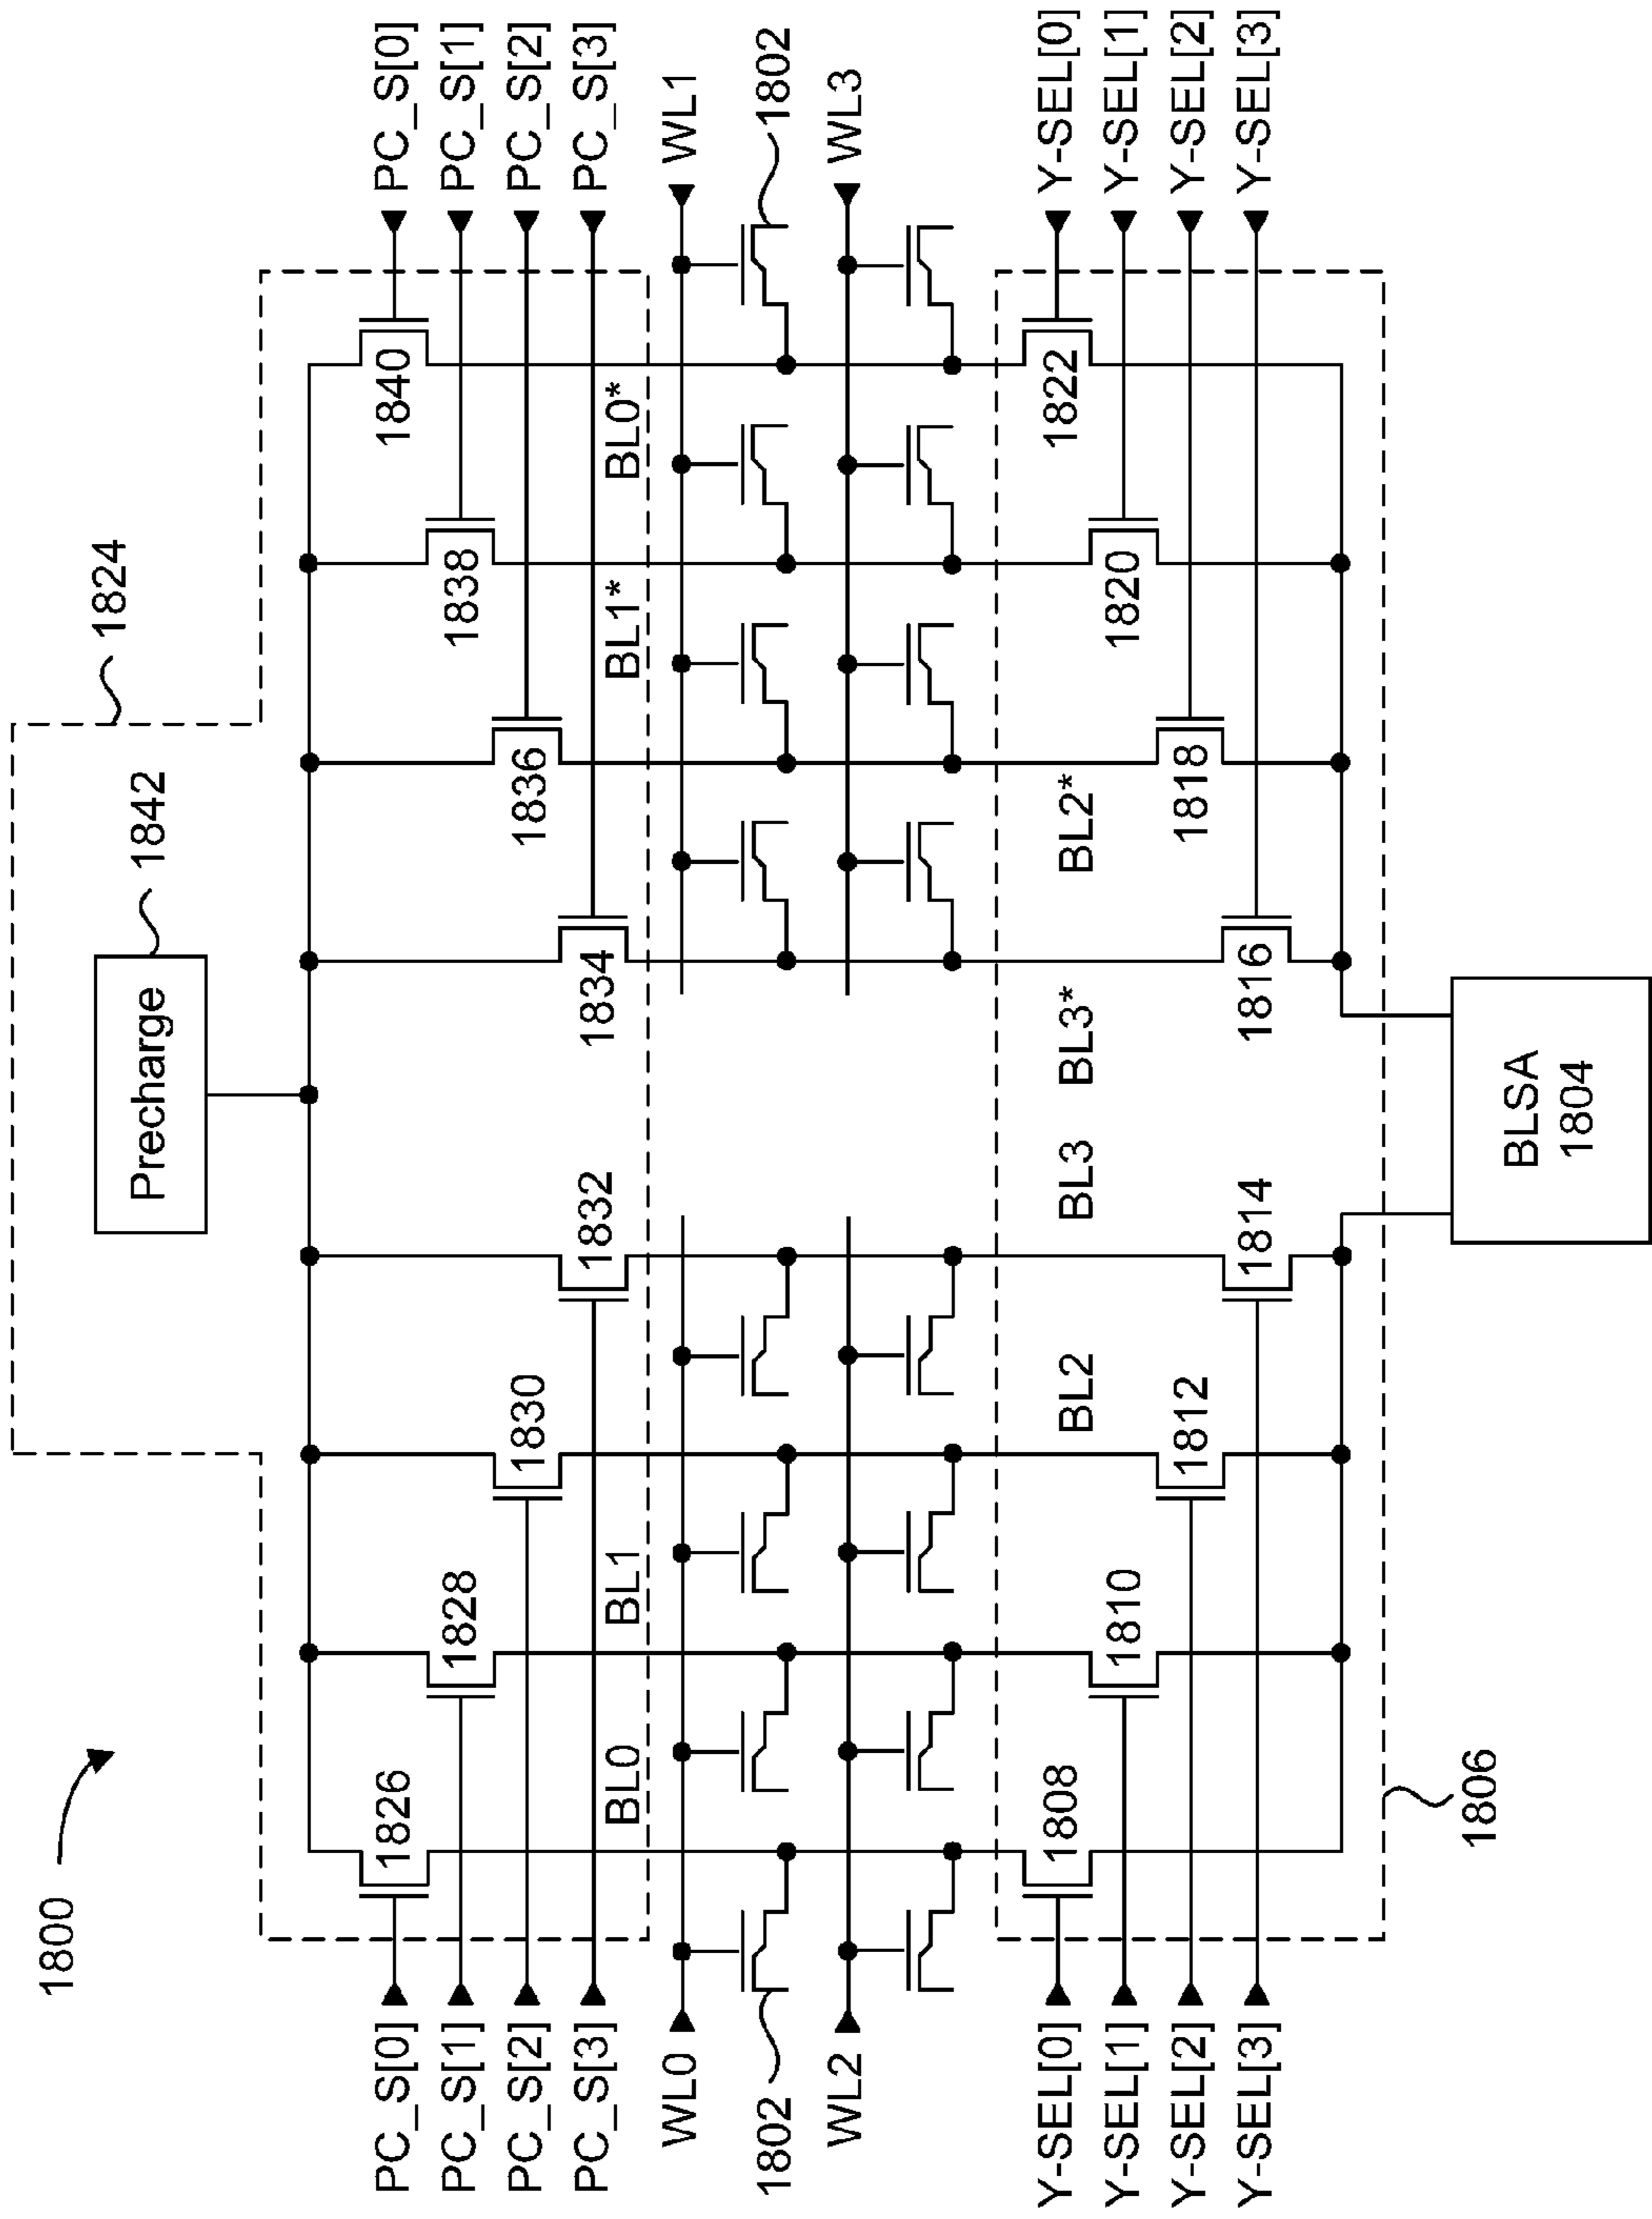 1800
1824
Precharge
1842
PC_S[0]
1826
1840
PC_S[0]
PC_S[1]
1828
1838
PC_S[1]
PC_S[2]
1830
1836
PC_S[2]
PC_S[3]
1832
1834
PC_S[3]
BL0
BL1
BL1*
BL0*
WL0
WL1
1802
1802
WL2
WL3
Y-SEL[0]
1808
BL2
BL3
BL3*
BL2*
1822
Y-SEL[0]
Y-SEL[1]
1810
1820
Y-SEL[1]
Y-SEL[2]
1812
1818
Y-SEL[2]
Y-SEL[3]
1814
1816
Y-SEL[3]
1806
BLSA
1804